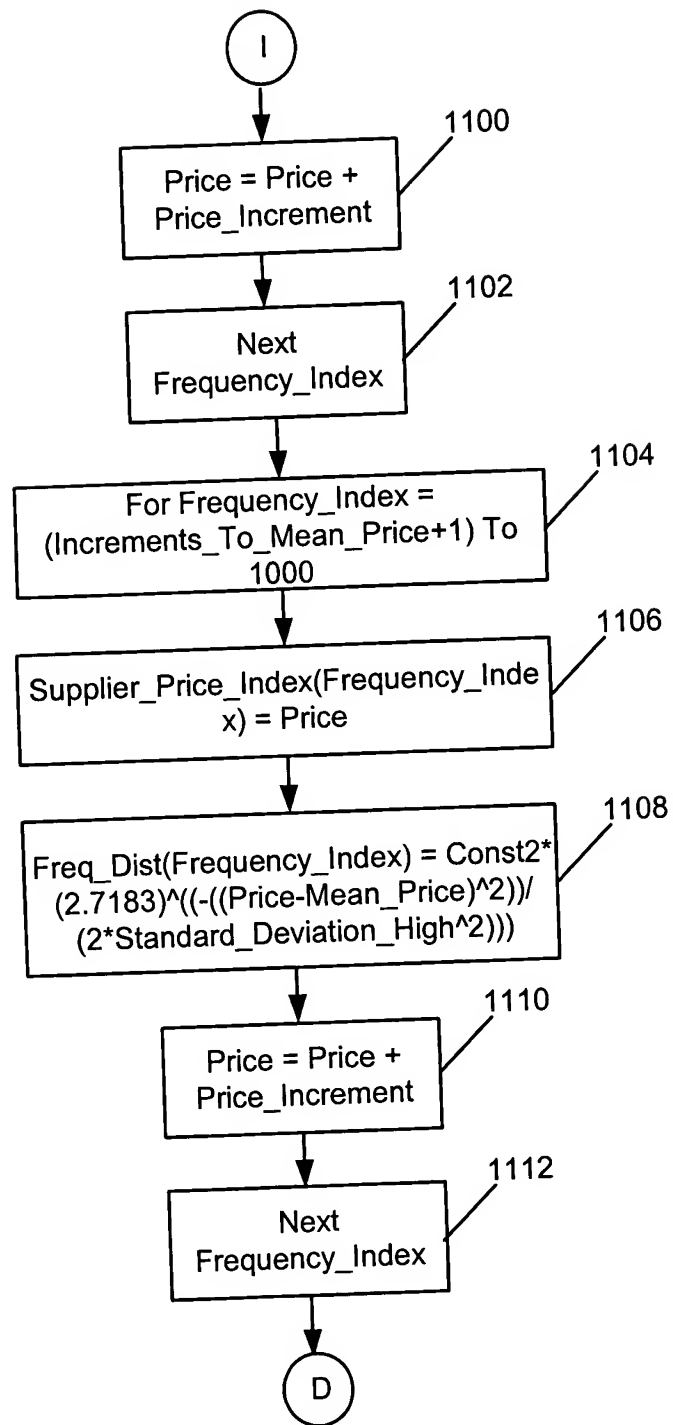 I
1100
Price = Price +
Price_Increment
1102
Next
Frequency_Index
1104
For Frequency_Index =
(Increments_To_Mean_Price+1) To
1000
1106
Supplier_Price_Index(Frequency_Inde
x) = Price
1108
Freq_Dist(Frequency_Index) = Const2*
(2.7183)^((-((Price-Mean_Price)^2))/
(2*Standard_Deviation_High^2)))
1110
Price = Price +
Price_Increment
1112
Next
Frequency_Index
D